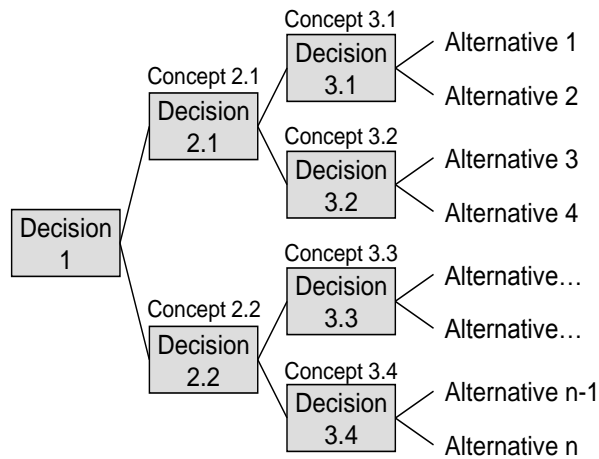 Concept 3.1
Decision
3.1
Alternative 1
Alternative 2
Concept 2.1
Decision
2.1
Concept 3.2
Decision
3.2
Alternative 3
Alternative 4
Decision
1
Concept 3.3
Decision
3.3
Alternative…
Alternative…
Concept 2.2
Decision
2.2
Concept 3.4
Decision
3.4
Alternative n-1
Alternative n